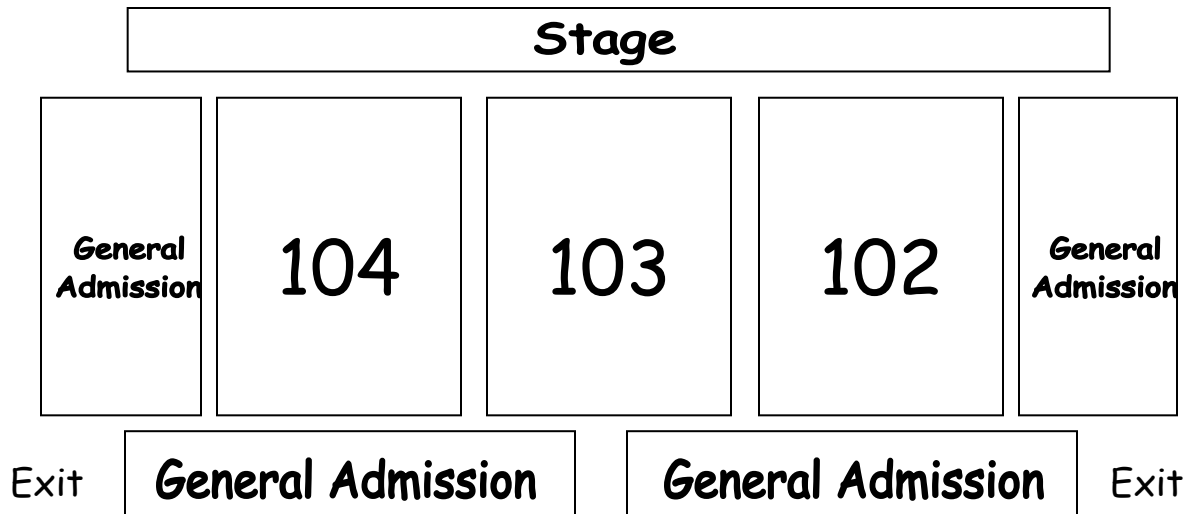 Stage
General
Admission
104
103
102
General
Admission
Exit
General Admission
General Admission
Exit